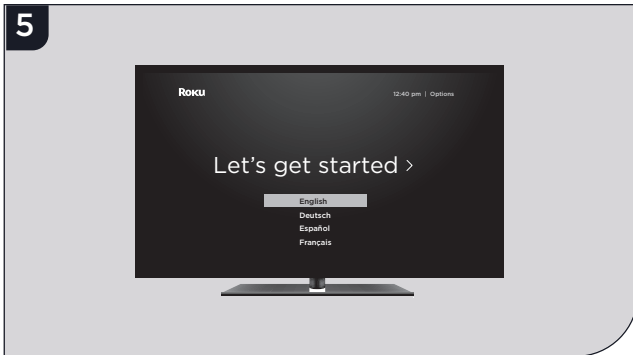 5
Roku
12:40 pm | Options
Let's get started >
English
Deutsch
Español
Français